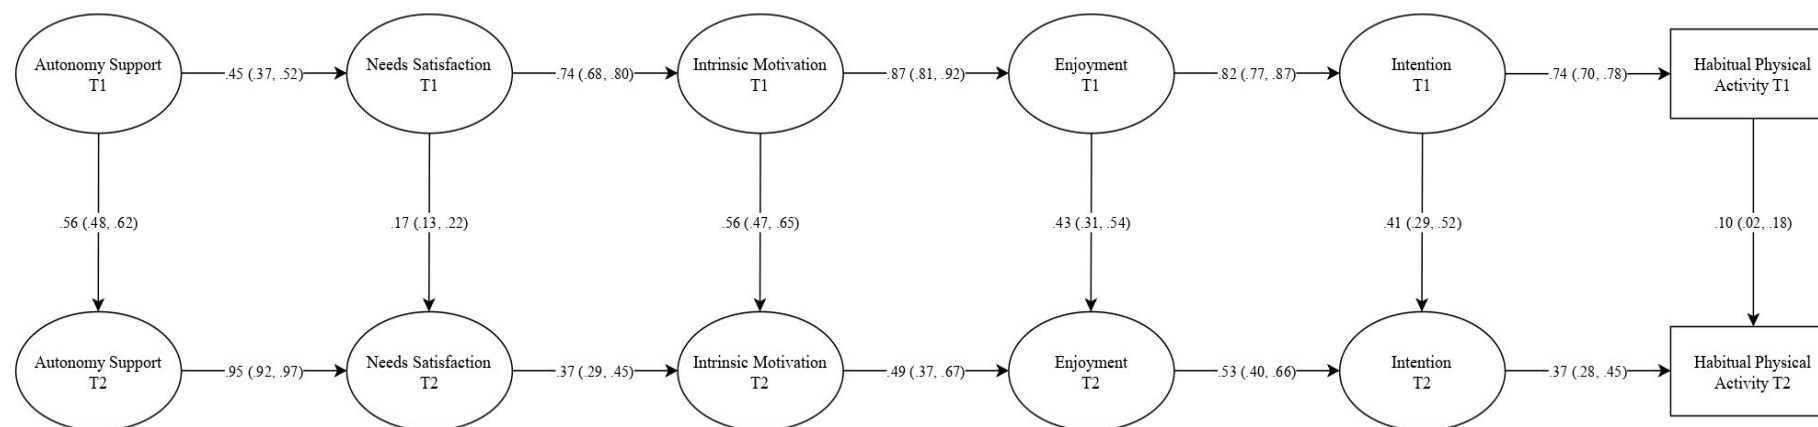 Autonomy Support
T1
.45 (.37, .52)
Needs Satisfaction
T1
.74 (.68, .80)
Intrinsic Motivation
T1
.87 (.81, .92)
Enjoyment
T1
.82 (.77, .87)
Intention
T1
.74 (.70, .78)
Habitual Physical
Activity T1
.56 (.48, .62)
.17 (.13, .22)
.56 (.47, .65)
.43 (.31, .54)
.41 (.29, .52)
.10 (.02, .18)
Autonomy Support
T2
.95 (.92, .97)
Needs Satisfaction
T2
.37 (.29, .45)
Intrinsic Motivation
T2
.49 (.37, .67)
Enjoyment
T2
.53 (.40, .66)
Intention
T2
.37 (.28, .45)
Habitual Physical
Activity T2